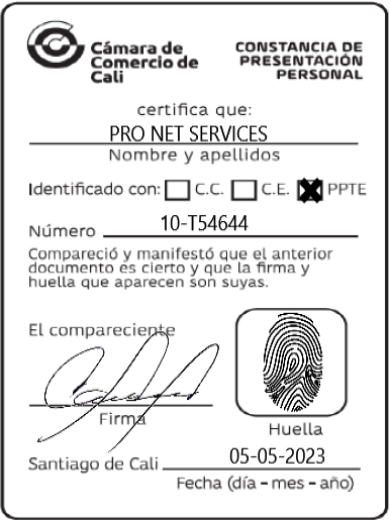 Cámara de
Comercio de
Cali
CONSTANCIA DE
PRESENTACIÓN
PERSONAL
certifica que:
PRO NET SERVICES
Nombre y apellidos
Identificado con: C.C. C.E. PPTE
Número 10-T54644
Compareció y manifestó que el anterior
documento es cierto y que la firma y
huella que aparecen son suyas.
El compareciente
Firma
Huella
Santiago de Cali 05-05-2023
Fecha (día - mes - año)